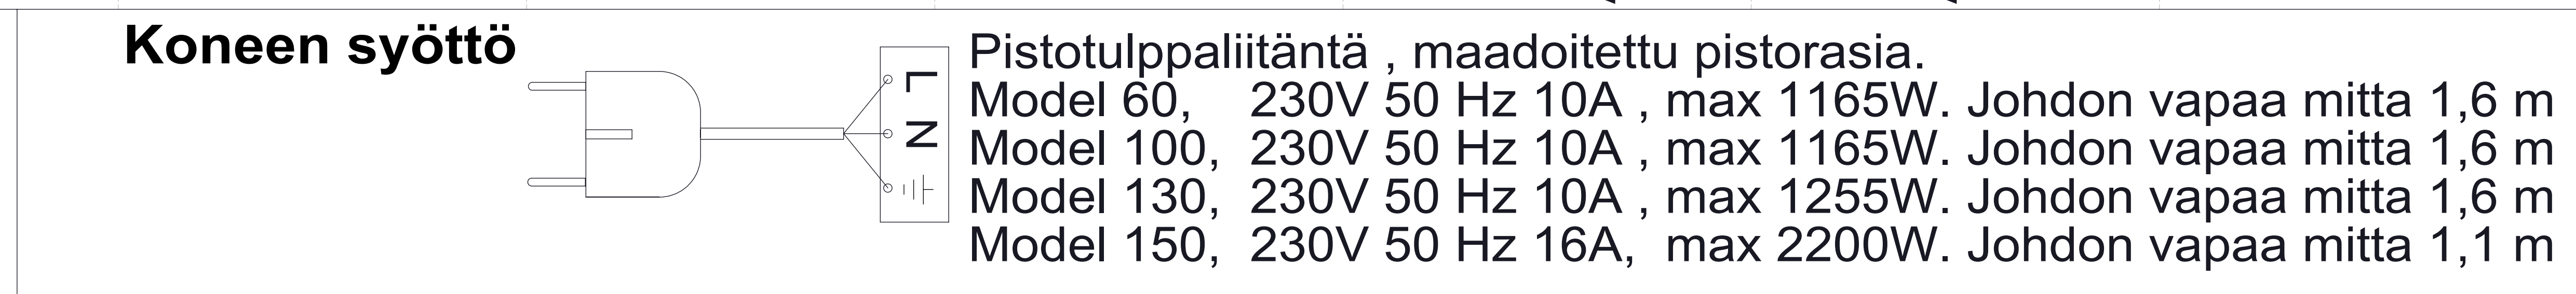 Koneen syöttö
L
N
Pistotulppaliitäntä , maadoitettu pistorasia.
Model 60, 230V 50 Hz 10A , max 1165W. Johdon vapaa mitta 1,6 m
Model 100, 230V 50 Hz 10A , max 1165W. Johdon vapaa mitta 1,6 m
Model 130, 230V 50 Hz 10A , max 1255W. Johdon vapaa mitta 1,6 m
Model 150, 230V 50 Hz 16A, max 2200W. Johdon vapaa mitta 1,1 m